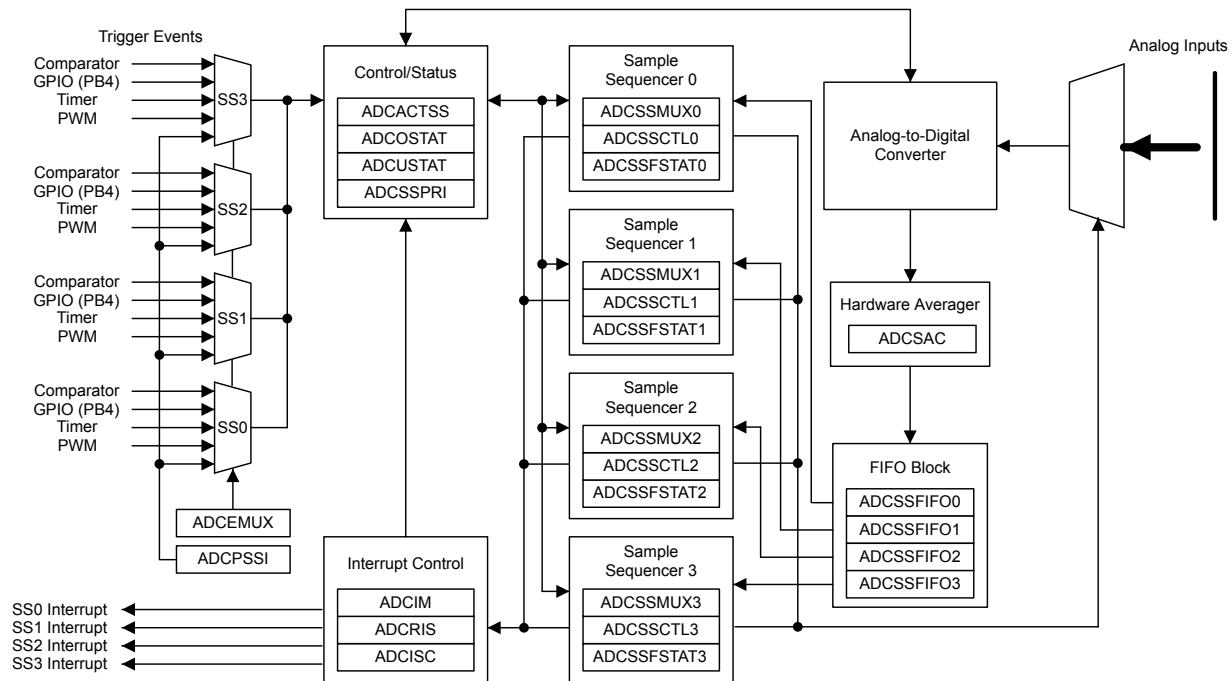 Trigger Events
Comparator
GPIO (PB4)
Timer
PWM
SS3
Comparator
GPIO (PB4)
Timer
PWM
SS2
Comparator
GPIO (PB4)
Timer
PWM
SS1
Comparator
GPIO (PB4)
Timer
PWM
SS0
ADCEMUX
ADCPSSI
Control/Status
ADCACTSS
ADCOSTAT
ADCUSTAT
ADCSSPRI
Interrupt Control
ADCIM
ADCRIS
ADCISC
SS0 Interrupt
SS1 Interrupt
SS2 Interrupt
SS3 Interrupt
Sample
Sequencer 0
ADCSSMUX0
ADCSSCTL0
ADCSSFSTAT0
Sample
Sequencer 1
ADCSSMUX1
ADCSSCTL1
ADCSSFSTAT1
Sample
Sequencer 2
ADCSSMUX2
ADCSSCTL2
ADCSSFSTAT2
Sample
Sequencer 3
ADCSSMUX3
ADCSSCTL3
ADCSSFSTAT3
Analog-to-Digital
Converter
Hardware Averager
ADCSAC
FIFO Block
ADCSSFIFO0
ADCSSFIFO1
ADCSSFIFO2
ADCSSFIFO3
Analog Inputs